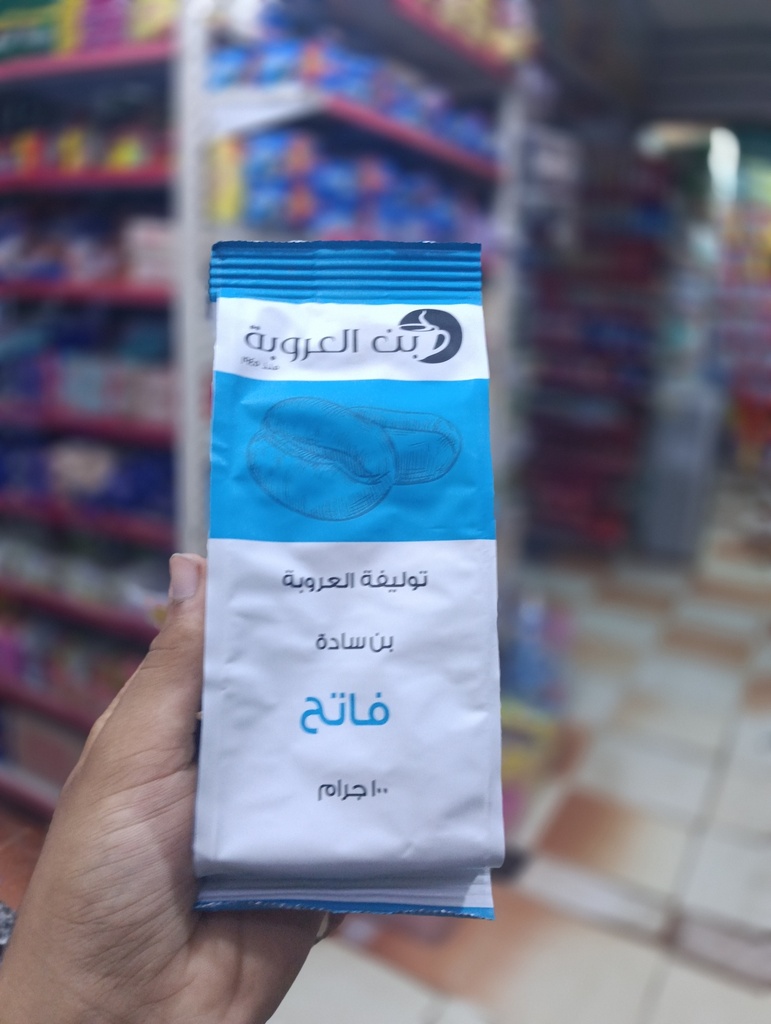 بن العروبة
توليفة العروبة
بن سادة
فاتح
١٠٠ جرام